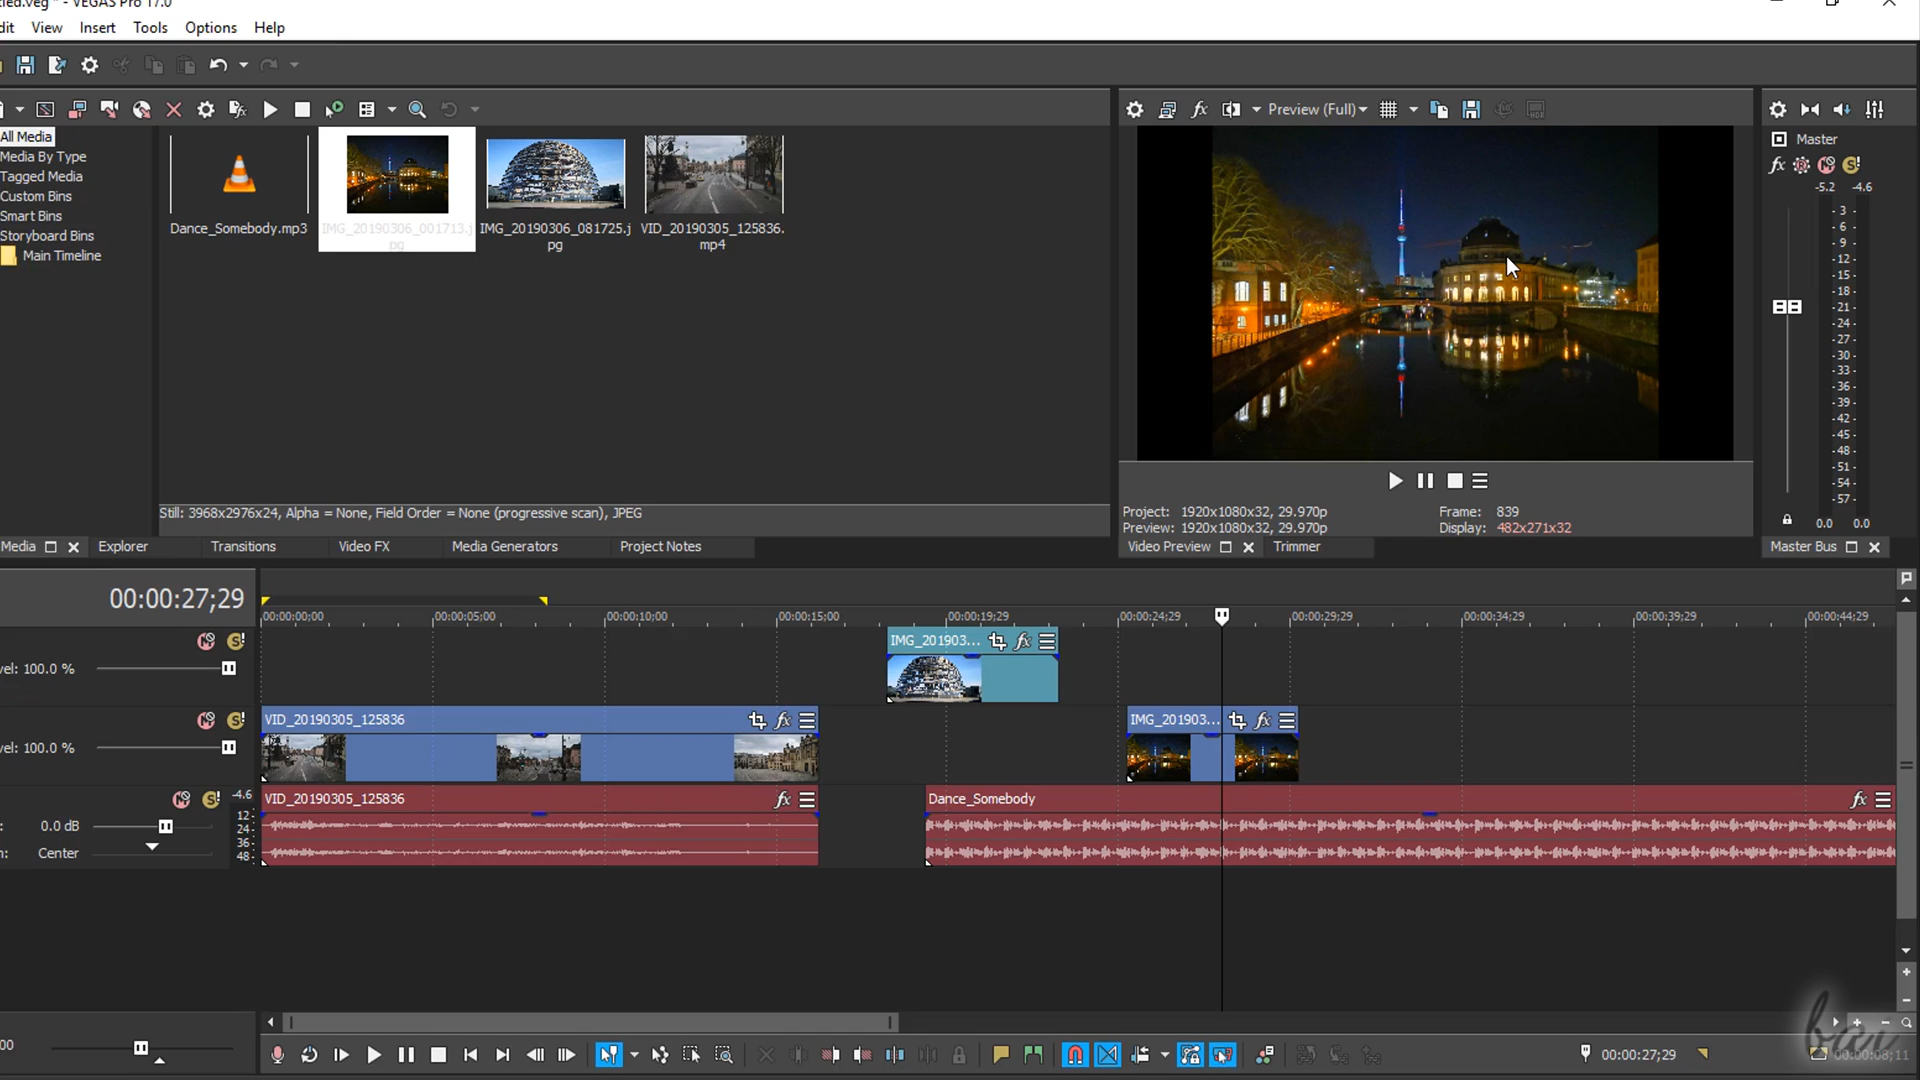 View Insert Tools Options Help
Preview (Full)
All Media
Media By Type
Tagged Media
Custom Bins
Smart Bins
Storyboard Bins
Main Timeline
Dance_Somebody.mp3
IMG_20190306_001713.j
pg
IMG_20190306_081725.j
pg
VID_20190305_125836.
mp4
Still: 3968x2976x24, Alpha = None, Field Order = None (progressive scan), JPEG
Media Explorer Transitions Video FX Media Generators Project Notes
Project: 1920x1080x32, 29.970p
Preview: 1920x1080x32, 29.970p
Frame: 839
Display: 482x271x32
Video Preview Trimmer
Master
-5.2 -4.6
- 3 -
- 6 -
- 9 -
- 12 -
- 15 -
- 18 -
- 21 -
- 24 -
- 27 -
- 30 -
- 33 -
- 36 -
- 39 -
- 42 -
- 45 -
- 48 -
- 51 -
- 54 -
- 57 -
0.0 0.0
Master Bus
00:00:27;29
00:00:00;00 00:00:05;00 00:00:10;00 00:00:15;00 00:00:19;29 00:00:24;29 00:00:29;29 00:00:34;29 00:00:39;29 00:00:44;29
vel: 100.0 %
IMG_201903...
vel: 100.0 %
VID_20190305_125836
IMG_201903...
-4.6
12
24
36
48
0.0 dB
Center
VID_20190305_125836
Dance_Somebody
00:00:27;29
00:00:08;11